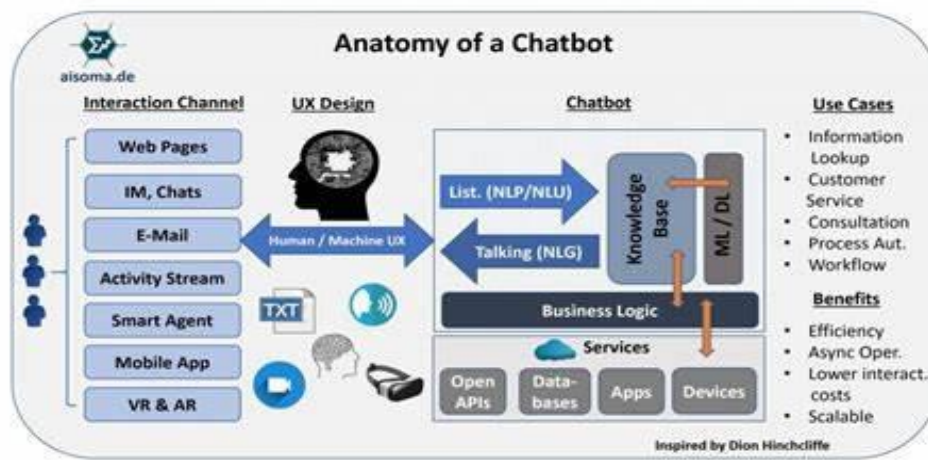 Anatomy of a Chatbot
aisoma.de
Interaction Channel
Web Pages
IM, Chats
E-Mail
Activity Stream
Smart Agent
Mobile App
VR & AR
UX Design
Human / Machine UX
TXT
Chatbot
List. (NLP/NLU)
Talking (NLG)
Knowledge
Base
ML / DL
Business Logic
Services
Open
APIs
Data-
bases
Apps
Devices
Use Cases
• Information
Lookup
• Customer
Service
• Consultation
• Process Aut.
• Workflow
Benefits
• Efficiency
• Async Oper.
• Lower interact.
costs
• Scalable
Inspired by Dion Hinchcliffe